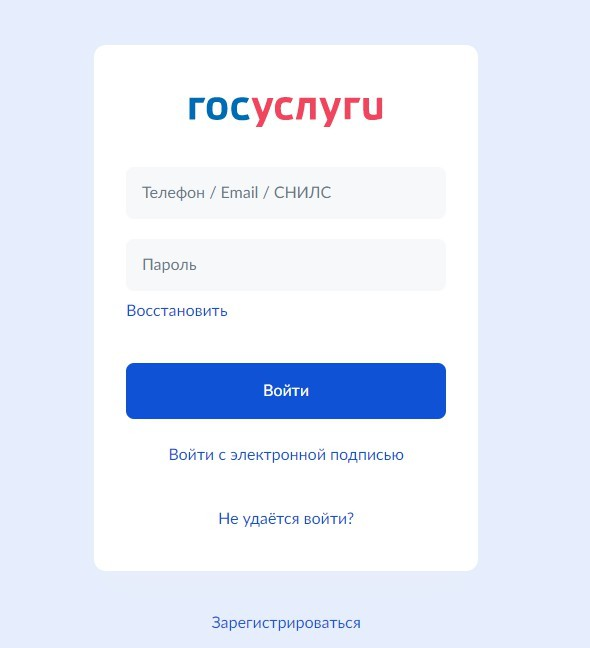 госуслуги
Телефон / Email / СНИЛС
Пароль
Восстановить
Войти
Войти с электронной подписью
Не удаётся войти?
Зарегистрироваться